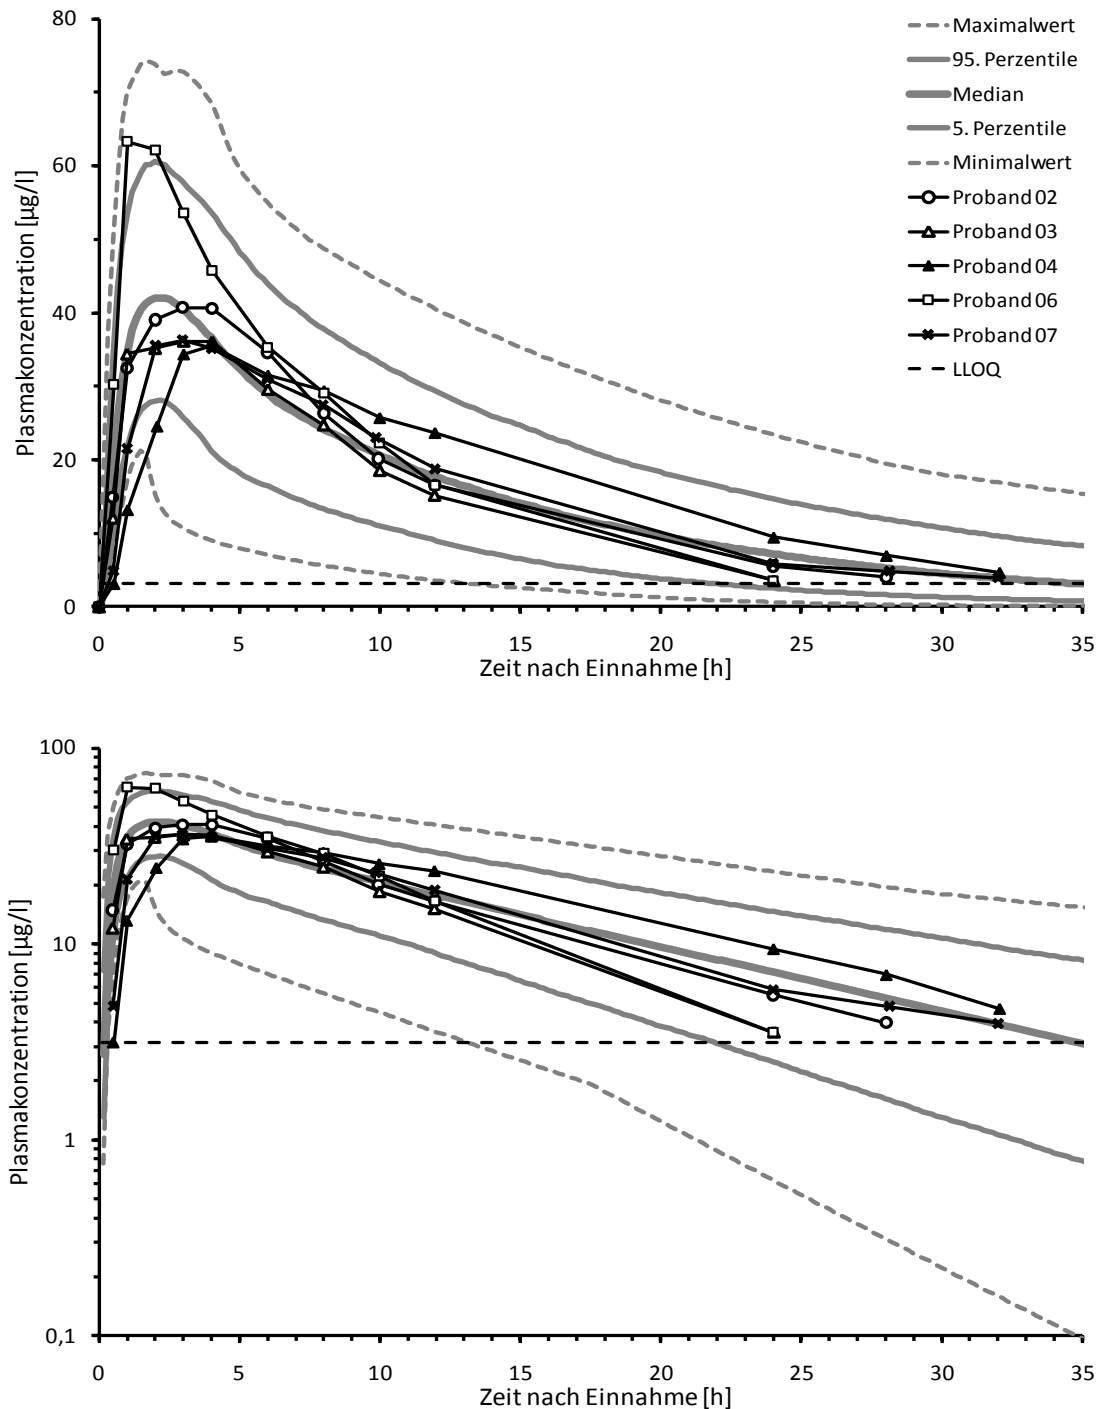 80
60
40
20
0
Plasmakonzentration [µg/l]
0 5 10 15 20 25 30 35
Zeit nach Einnahme [h]
Maximalwert
95. Perzentile
Median
5. Perzentile
Minimalwert
Proband 02
Proband 03
Proband 04
Proband 06
Proband 07
LLOQ
100
10
1
0,1
Plasmakonzentration [µg/l]
0 5 10 15 20 25 30 35
Zeit nach Einnahme [h]